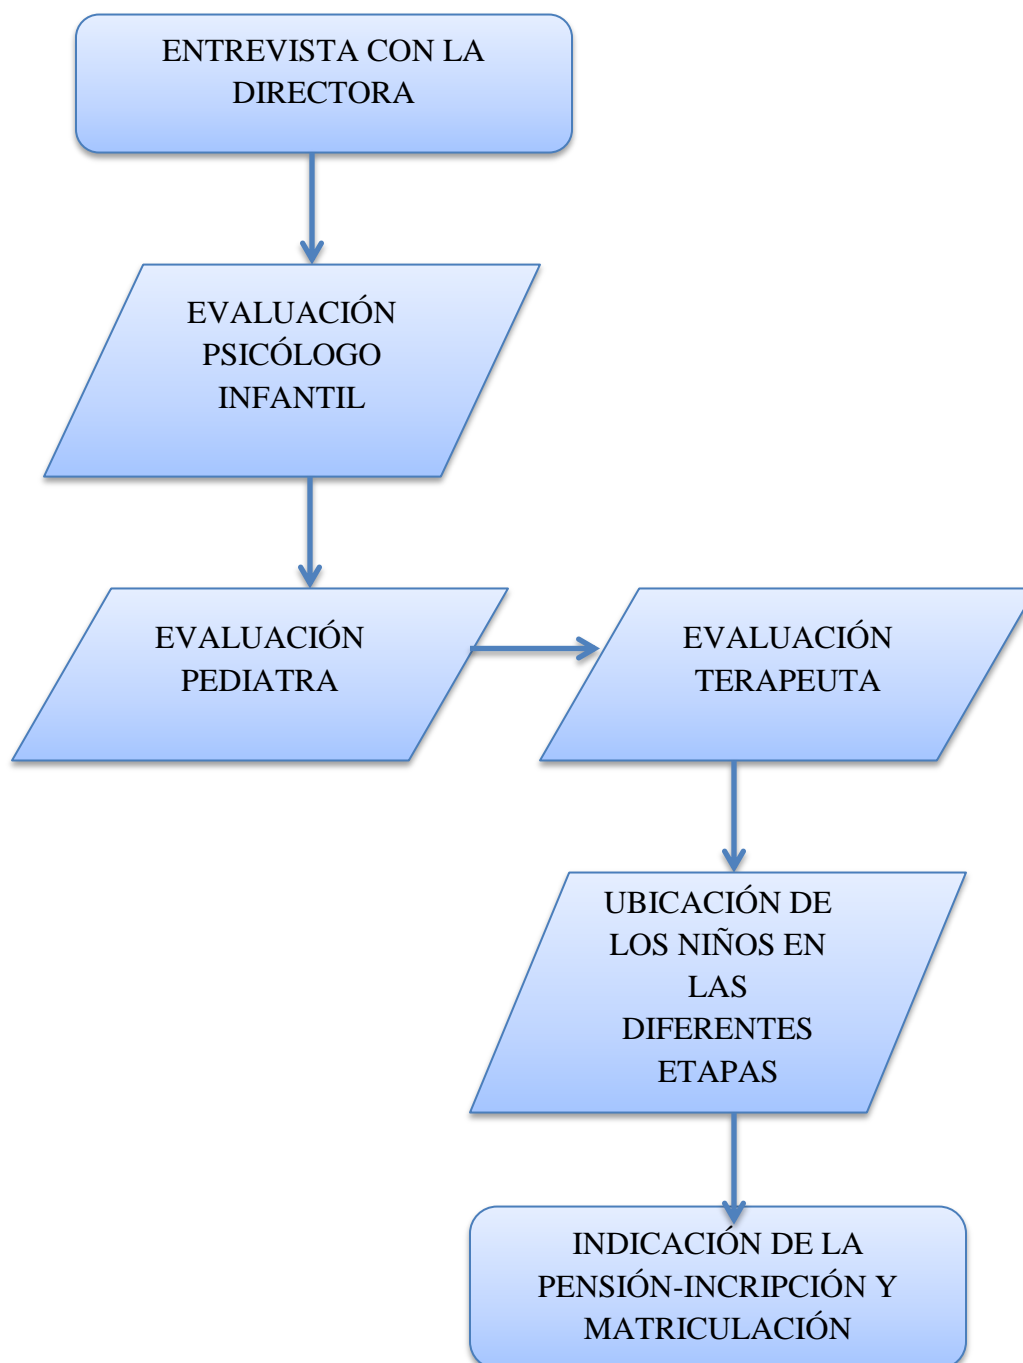 ENTREVISTA CON LA
DIRECTORA
EVALUACIÓN
PSICÓLOGO
INFANTIL
EVALUACIÓN
PEDIATRA
EVALUACIÓN
TERAPEUTA
UBICACIÓN DE
LOS NIÑOS EN
LAS
DIFERENTES
ETAPAS
INDICACIÓN DE LA
PENSIÓN-INCRIPCIÓN Y
MATRICULACIÓN